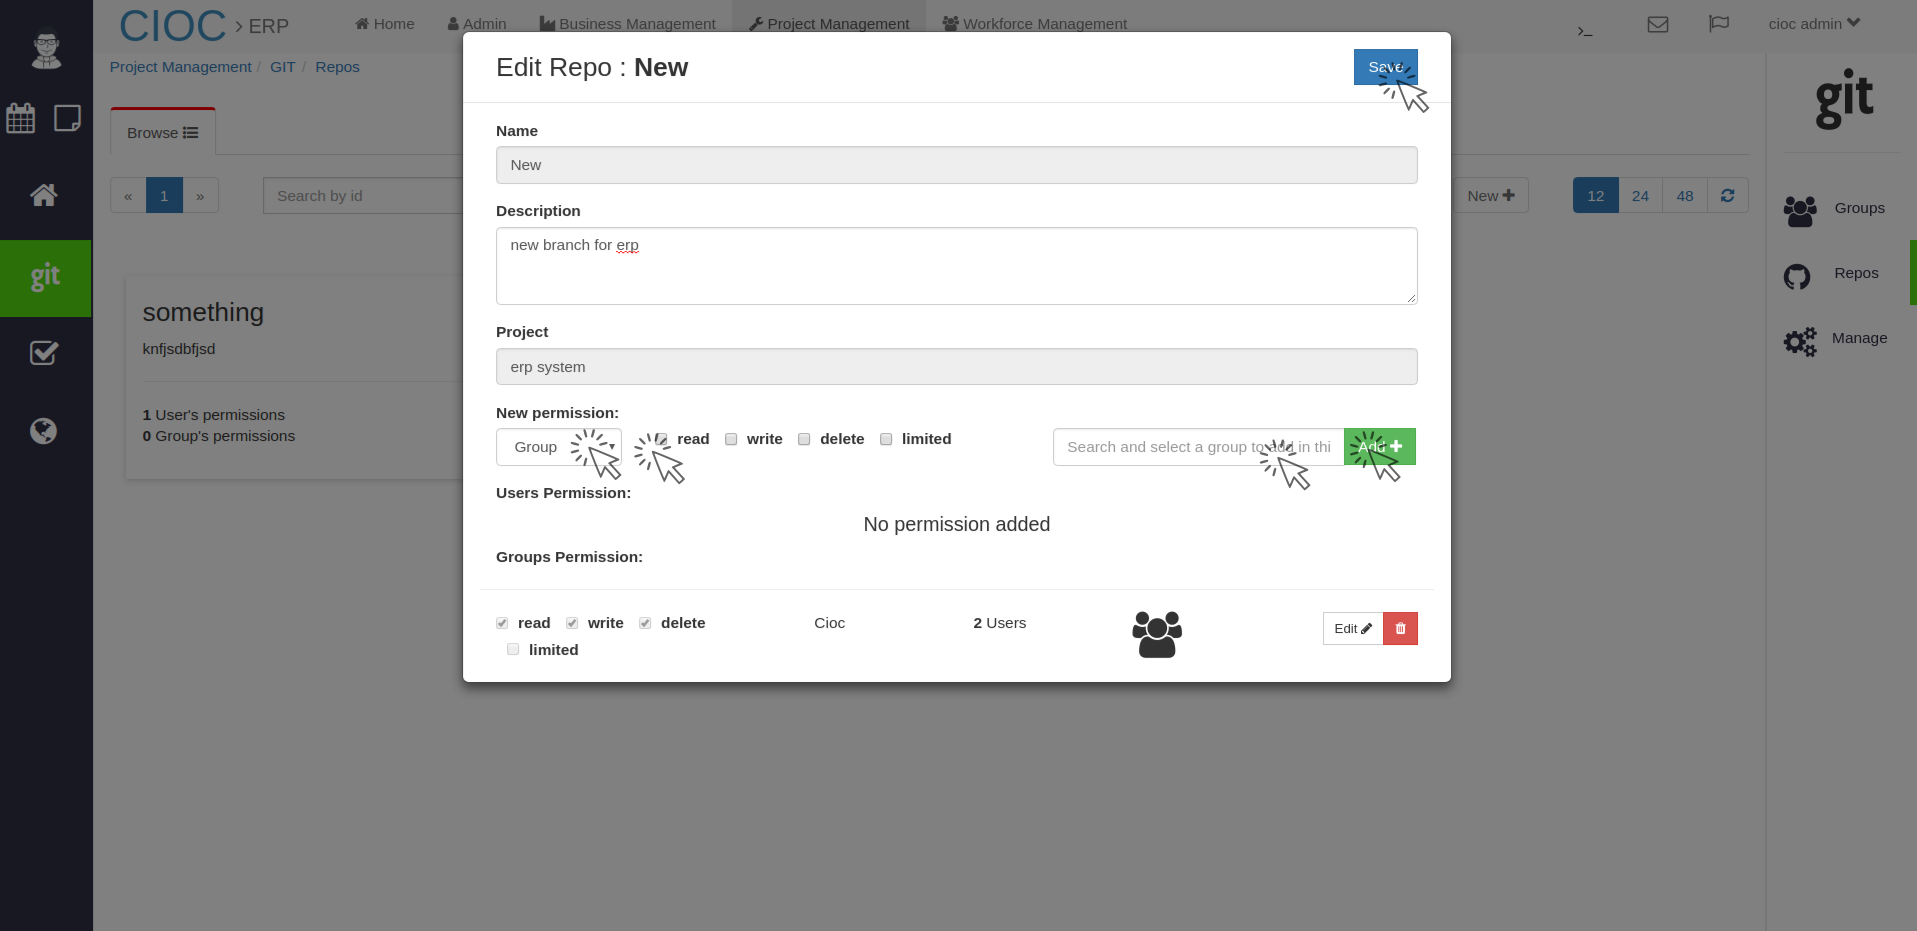 CIOC > ERP Home Admin Business Management Project Management Workforce Management >_ cioc admin
Project Management / GIT / Repos
Edit Repo : New Save
git
Browse
Name
« 1 » Search by id New New 12 24 48
Groups
Description
new branch for erp
git
Repos
something
Project
knfjsdbfjsd erp system Manage
1 User's permissions New permission:
0 Group's permissions Group read write delete limited Search and select a group to add in thi Add
Users Permission:
No permission added
Groups Permission:
read write delete Cioc 2 Users Edit
limited